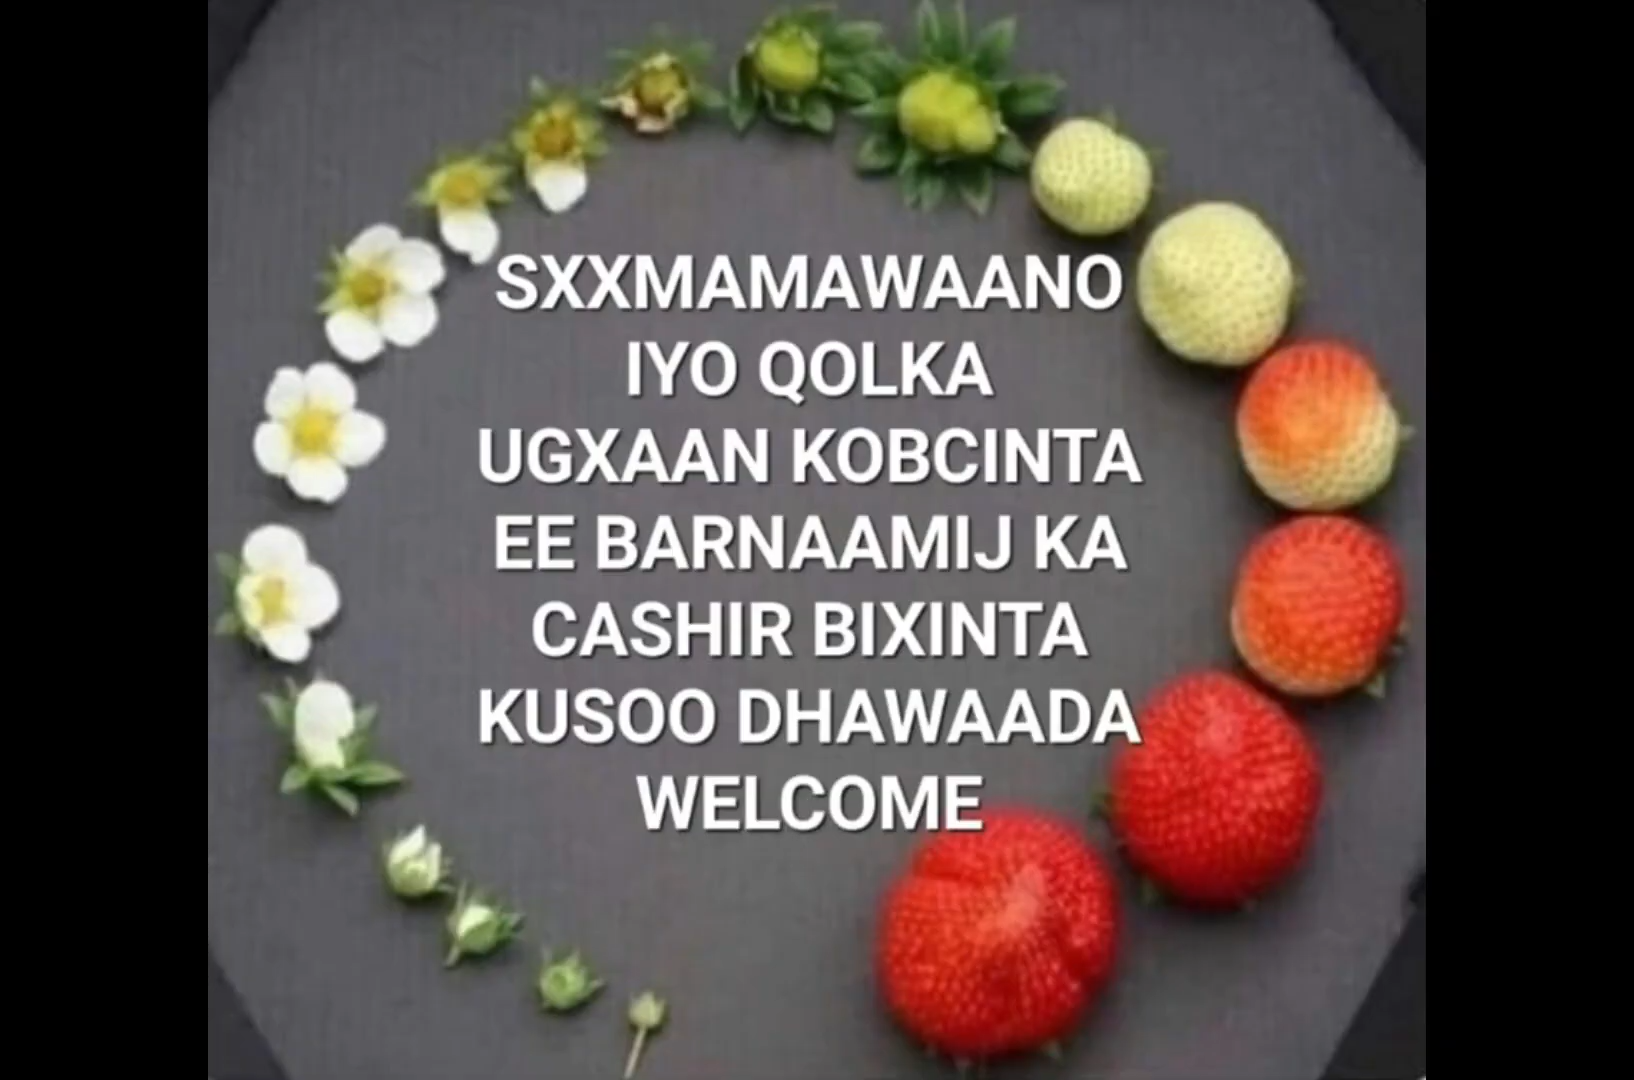 SXXMAMAWAANO
IYO QOLKA
UGXAAN KOBCINTA
EE BARNAAMIJ KA
CASHIR BIXINTA
KUSOO DHAWAADA
WELCOME